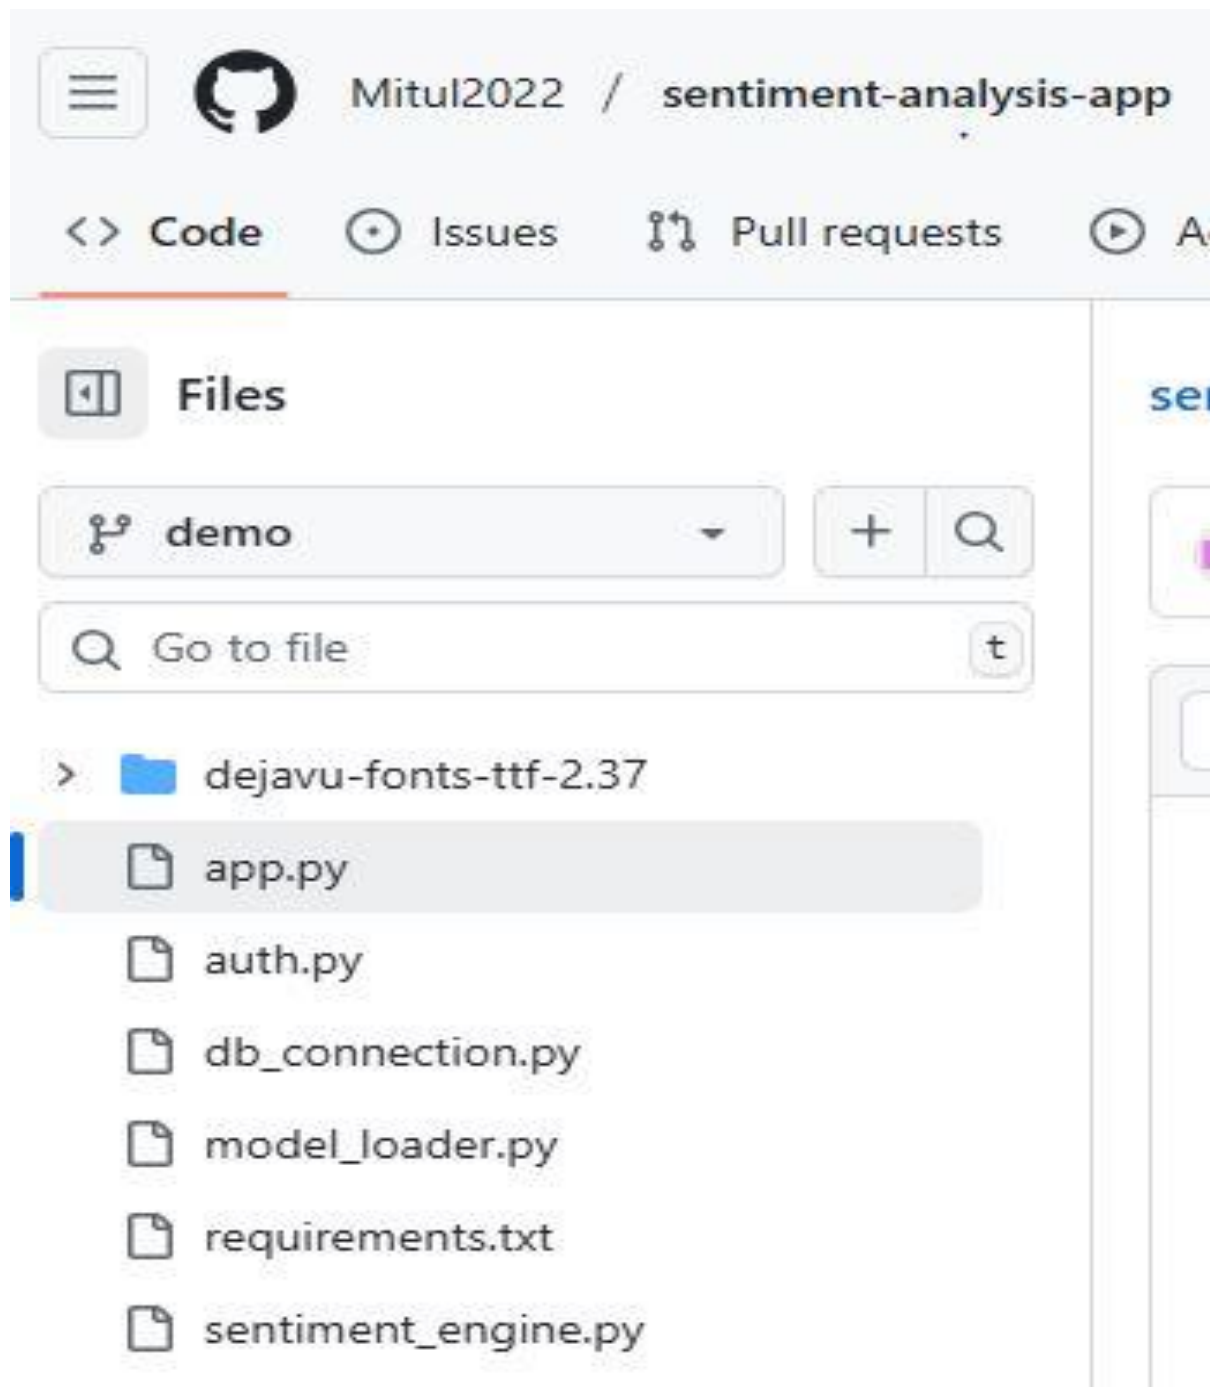 Mitul2022 / sentiment-analysis-app
Code Issues Pull requests
Files
demo
Go to file t
dejavu-fonts-ttf-2.37
app.py
auth.py
db_connection.py
model_loader.py
requirements.txt
sentiment_engine.py